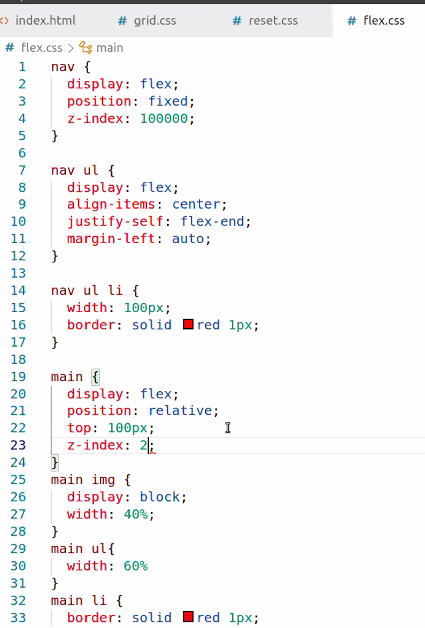 index.html # grid.css # reset.css # flex.css
# flex.css > main
1 nav {
2 display: flex;
3 position: fixed;
4 z-index: 100000;
5 }
6
7 nav ul {
8 display: flex;
9 align-items: center;
10 justify-self: flex-end;
11 margin-left: auto;
12 }
13
14 nav ul li {
15 width: 100px;
16 border: solid red 1px;
17 }
18
19 main {
20 display: flex;
21 position: relative;
22 top: 100px;
23 z-index: 2;
24 }
25 main img {
26 display: block;
27 width: 40%;
28 }
29 main ul{
30 width: 60%
31 }
32 main li {
33 border: solid red 1px;